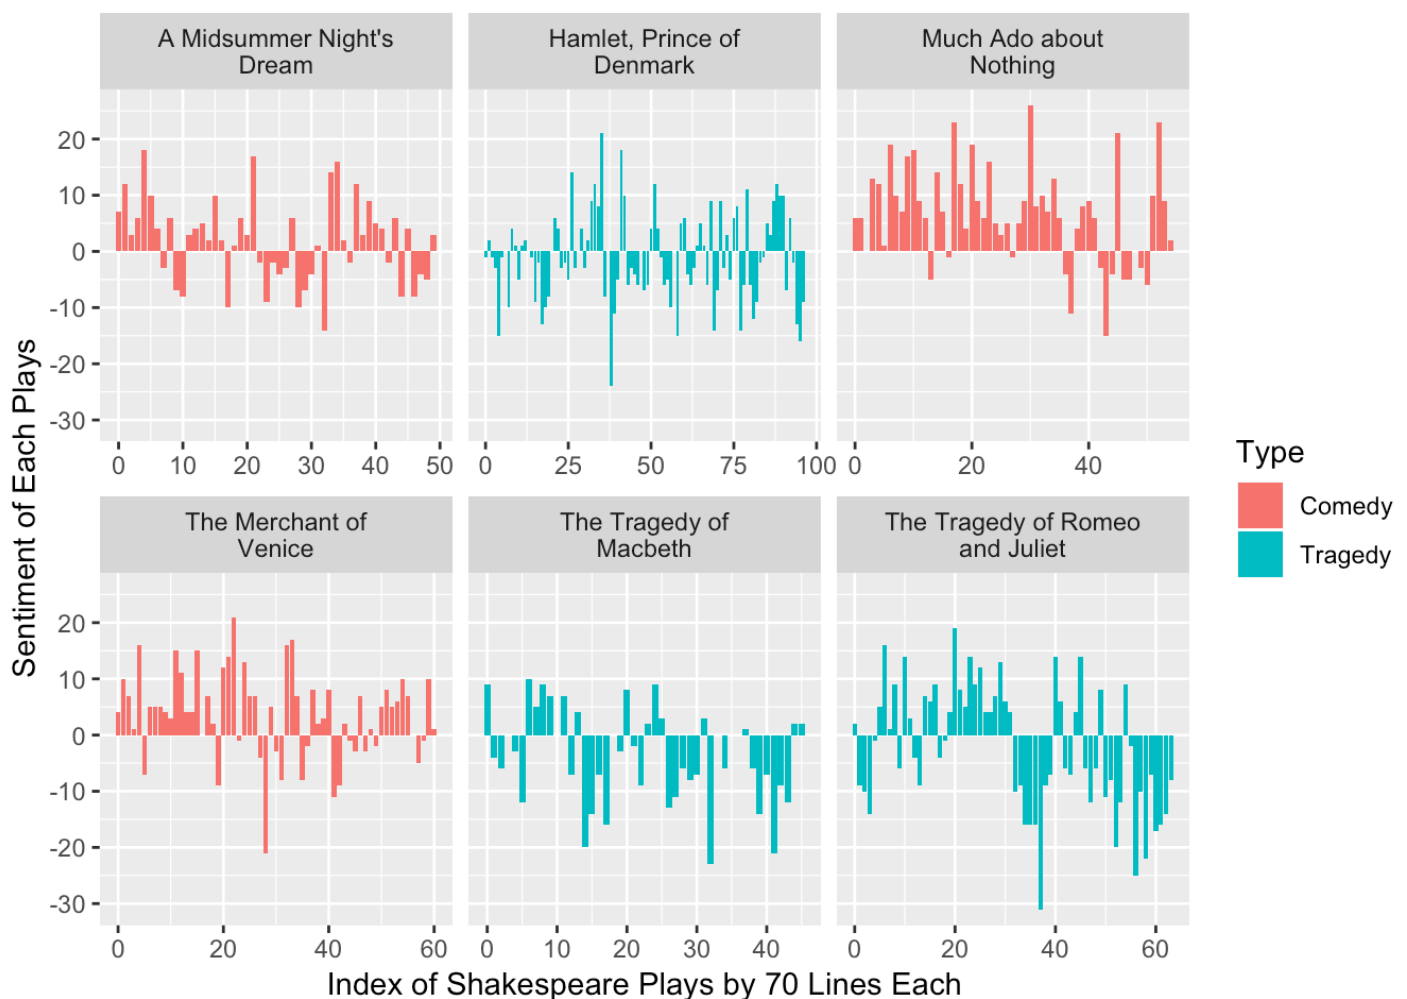 A Midsummer Night's
Dream
Hamlet, Prince of
Denmark
Much Ado about
Nothing
20
10
0
-10
-20
-30
0 10 20 30 40 50
0 25 50 75 100
0 20 40
The Merchant of
Venice
The Tragedy of
Macbeth
The Tragedy of Romeo
and Juliet
20
10
0
-10
-20
-30
0 20 40 60
0 10 20 30 40
0 20 40 60
Sentiment of Each Plays
Index of Shakespeare Plays by 70 Lines Each
Type
Comedy
Tragedy